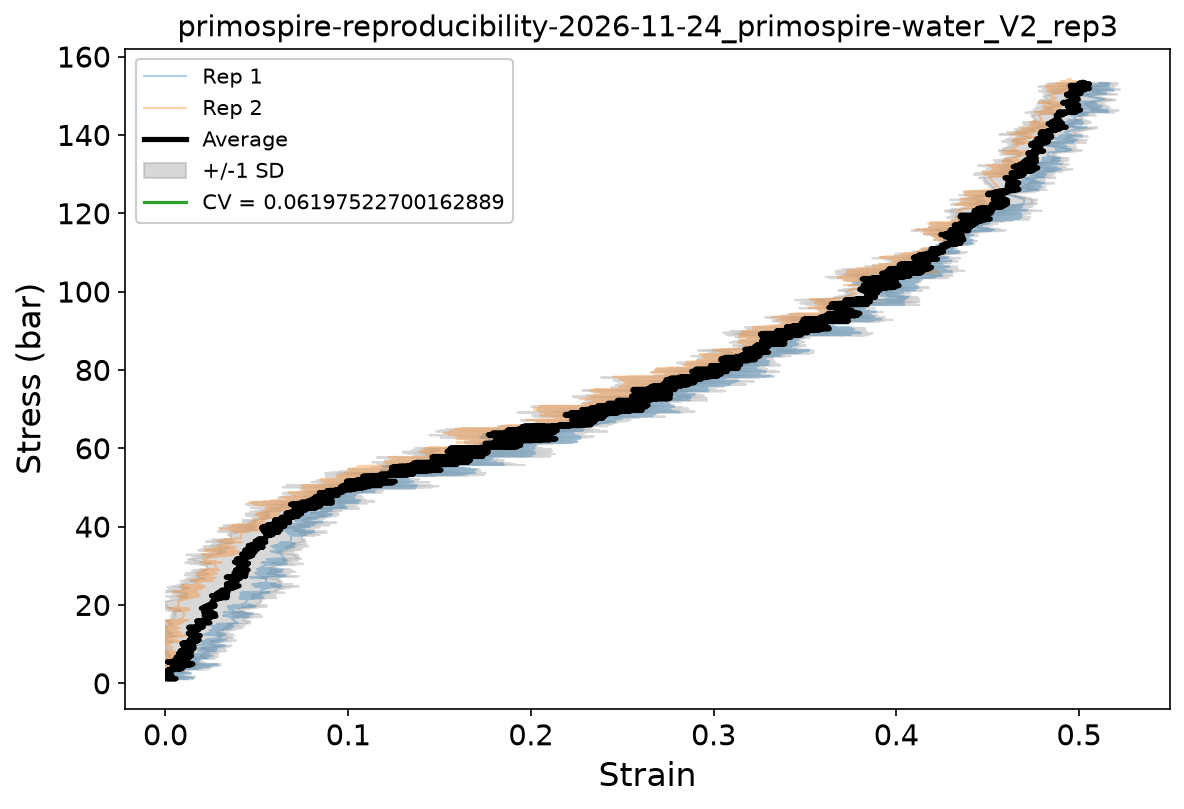 primospire-reproducibility-2026-11-24_primospire-water_V2_rep3
160
140
120
100
80
60
40
20
0
Stress (bar)
Rep 1
Rep 2
Average
+/-1 SD
CV = 0.06197522700162889
0.0
0.1
0.2
0.3
0.4
0.5
Strain